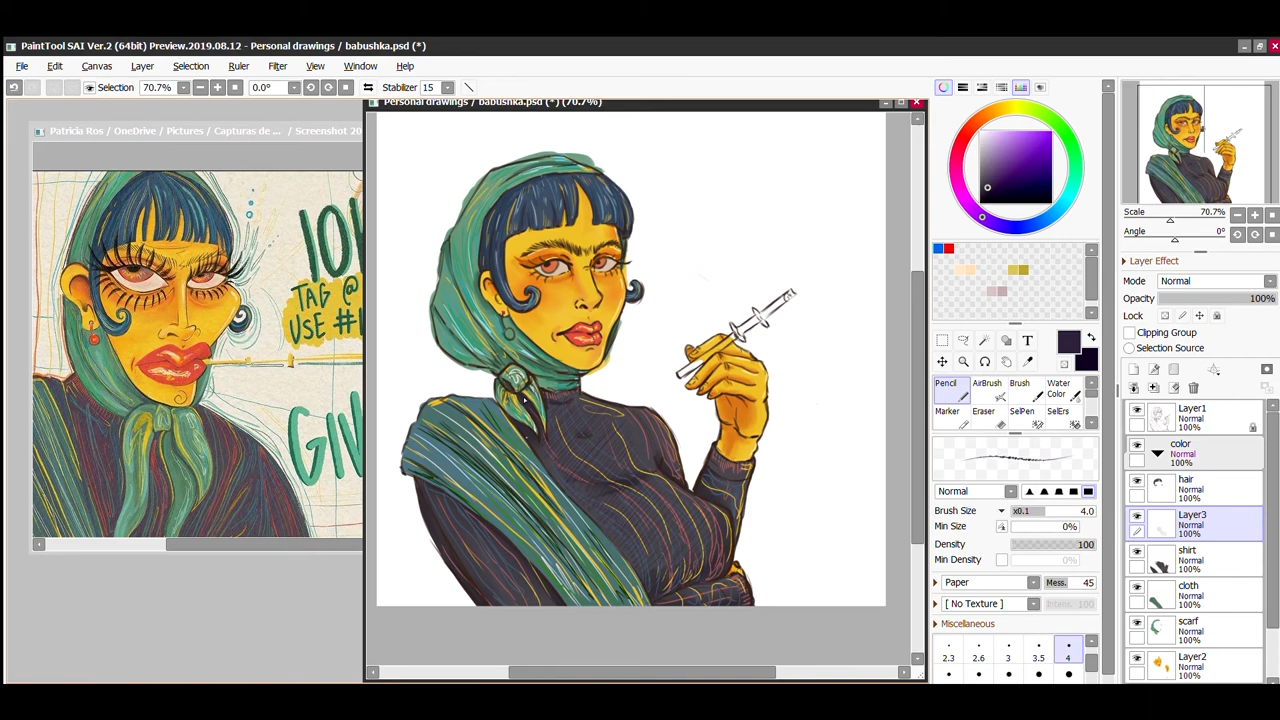 PaintTool SAI Ver.2 (64bit) Preview.2019.08.12 - Personal drawings / babushka.psd (*)
File Edit Canvas Layer Selection Ruler Filter View Window Help
Selection 70.7% 0.0° Stabilizer 15
Personal drawings / babushka.psd (*) (70.7%)
Patricia Ros / OneDrive / Pictures / Capturas de ... / Screenshot 20
TAG @
USE #
GIV
Scale 70.7%
Angle 0°
Layer Effect
Mode Normal
Opacity 100%
Lock
Clipping Group
Selection Source
T
Pencil AirBrush Brush Water Color
Marker Eraser SelPen SelErs
Normal
Brush Size x0.1 4.0
Min Size 0%
Density 100
Min Density 0%
Paper Mess. 45
[ No Texture ] Intens. 100
Miscellaneous
2.3 2.6 3 3.5 4
Layer1
Normal
100%
color
Normal
100%
hair
Normal
100%
Layer3
Normal
100%
shirt
Normal
100%
cloth
Normal
100%
scarf
Normal
100%
Layer2
Normal
100%